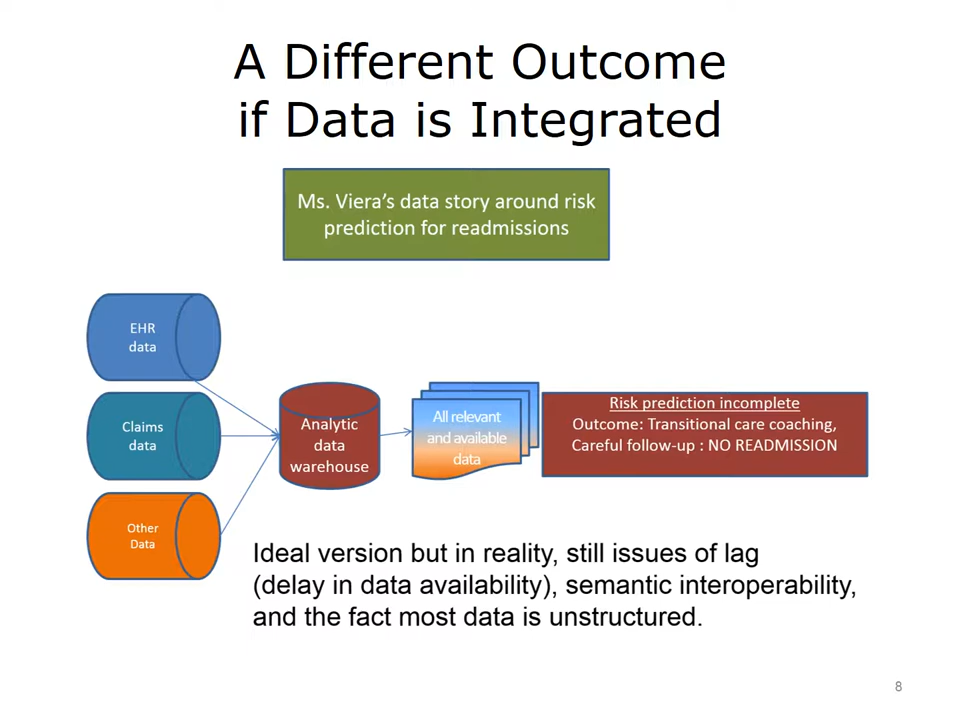 A Different Outcome
if Data is Integrated
Ms. Viera's data story around risk
prediction for readmissions
EHR
data
Claims
data
Other
Data
Analytic
data
warehouse
All relevant
and available
data
Risk prediction incomplete
Outcome: Transitional care coaching,
Careful follow-up : NO READMISSION
Ideal version but in reality, still issues of lag
(delay in data availability), semantic interoperability,
and the fact most data is unstructured.
8